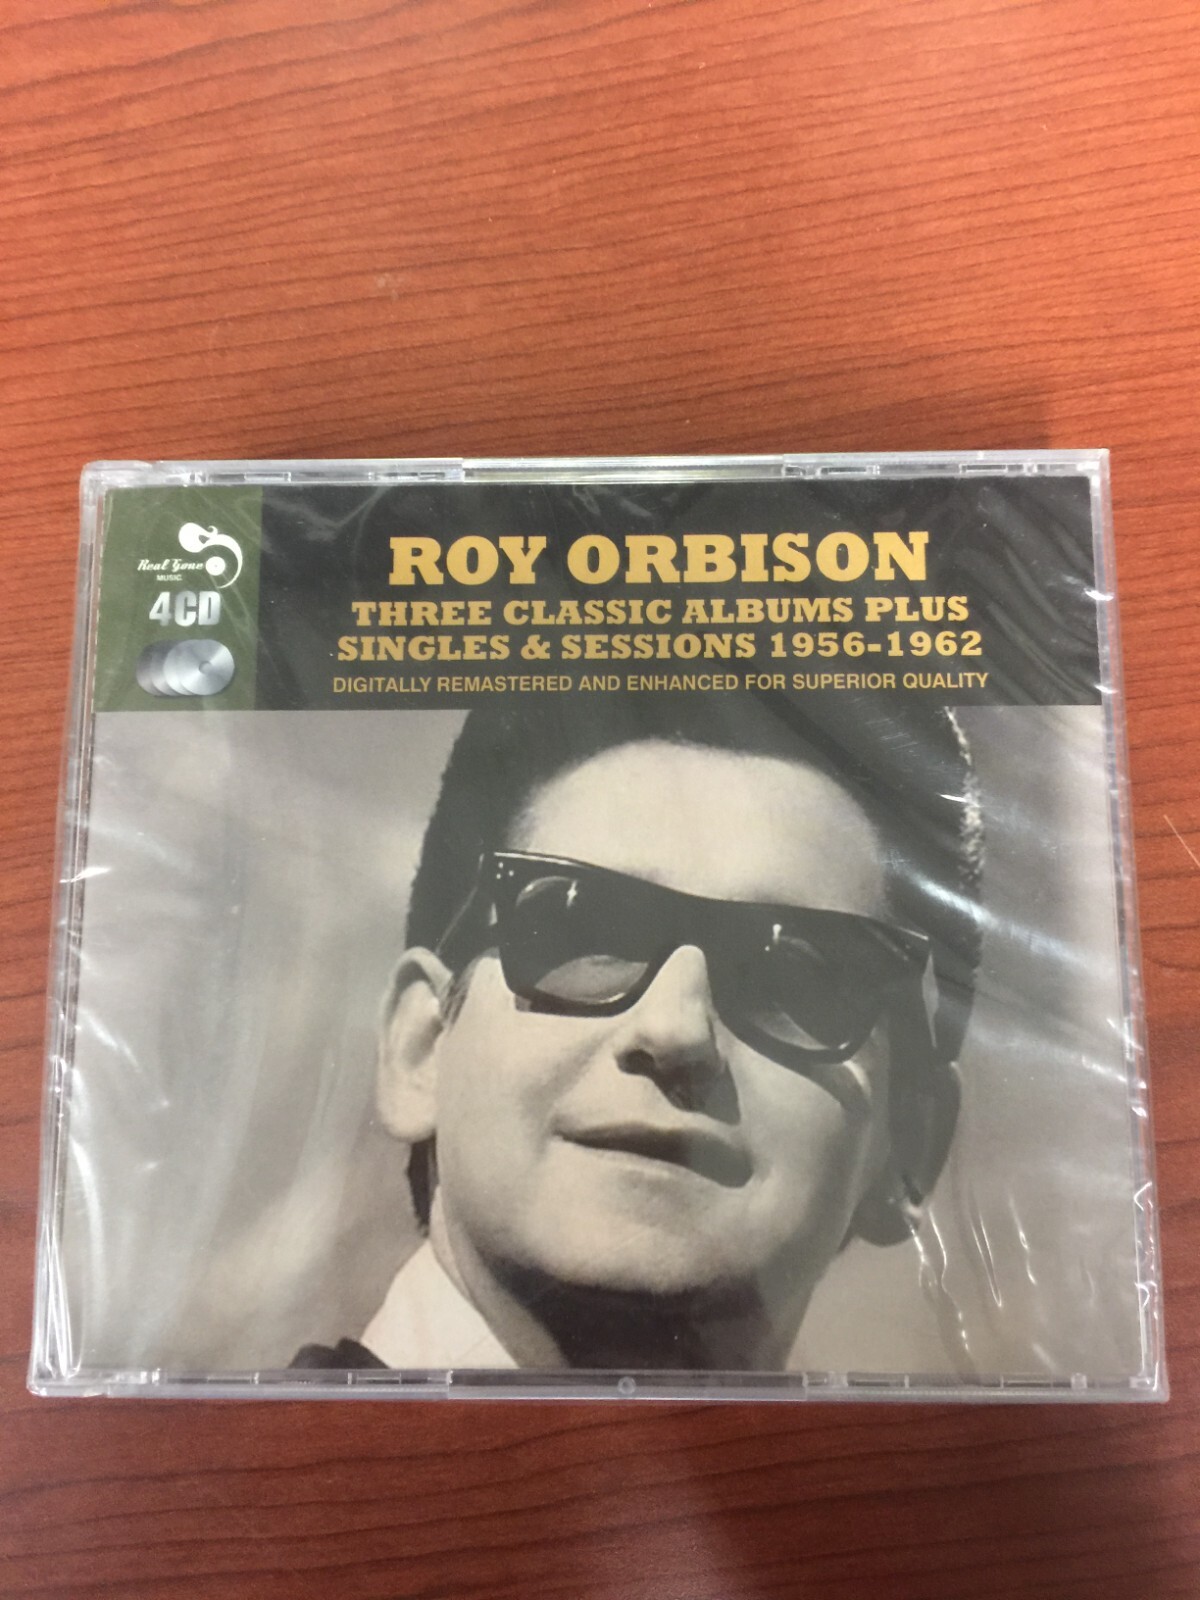 Real Gone
MUSIC
4CD
ROY ORBISON
THREE CLASSIC ALBUMS PLUS
SINGLES & SESSIONS 1956-1962
DIGITALLY REMASTERED AND ENHANCED FOR SUPERIOR QUALITY